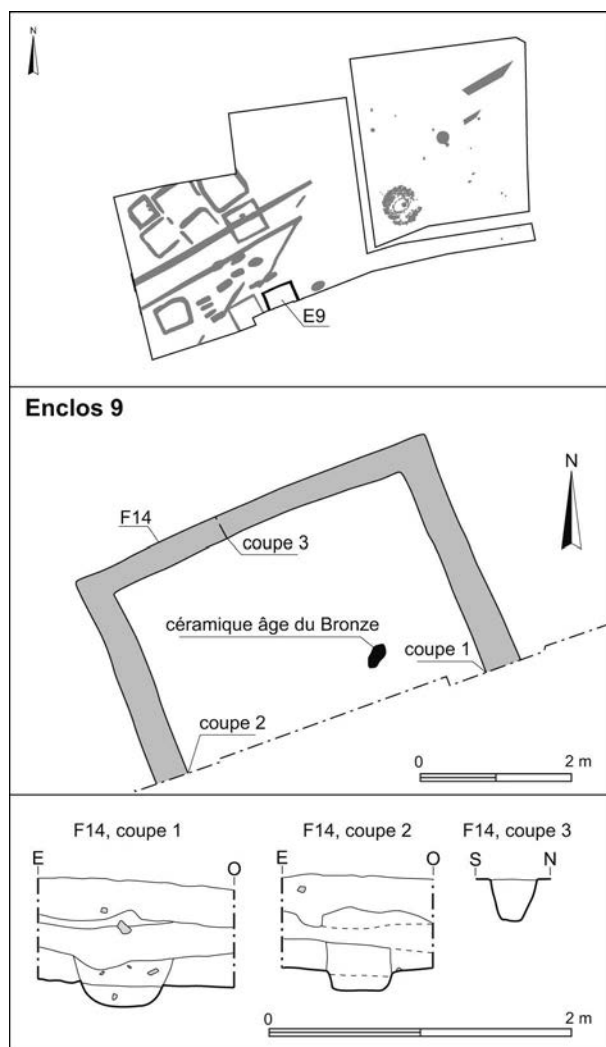 N
E9
Enclos 9
N
F14
coupe 3
céramique âge du Bronze
coupe 1
coupe 2
0 2 m
F14, coupe 1 F14, coupe 2 F14, coupe 3
E O E O S N
0 2 m